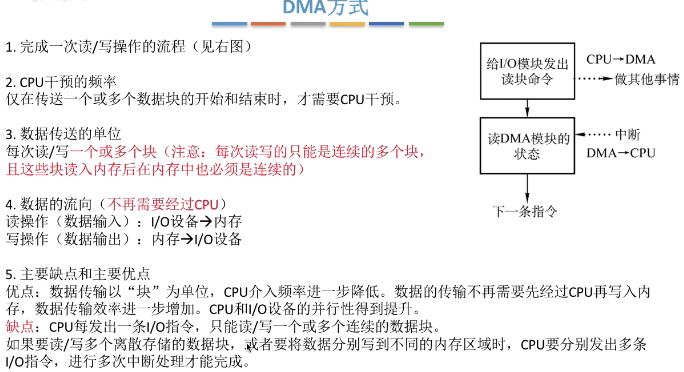 DMA方式
1. 完成一次读/写操作的流程（见右图）
2. CPU干预的频率
仅在传送一个或多个数据块的开始和结束时，才需要CPU干预。
3. 数据传送的单位
每次读/写一个或多个块（注意：每次读写的只能是连续的多个块，
且这些块读入内存后在内存中也必须是连续的）
4. 数据的流向（不再需要经过CPU）
读操作（数据输入）：I/O设备→内存
写操作（数据输出）：内存→I/O设备
5. 主要缺点和主要优点
优点：数据传输以“块”为单位，CPU介入频率进一步降低。数据的传输不再需要先经过CPU再写入内
存，数据传输效率进一步增加。CPU和I/O设备的并行性得到提升。
缺点：CPU每发出一条I/O指令，只能读/写一个或多个连续的数据块。
如果要读/写多个离散存储的数据块，或者要将数据分别写到不同的内存区域时，CPU要分别发出多条
I/O指令，进行多次中断处理才能完成。
给I/O模块发出
读块命令
CPU→DMA
做其他事情
读DMA模块的
状态
中断
DMA→CPU
下一条指令